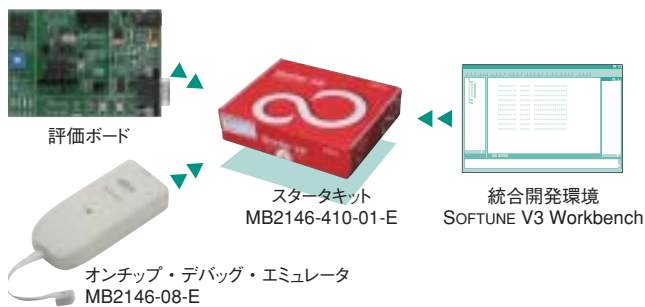 評価ボード
スタータキット
MB2146-410-01-E
統合開発環境
SOFTUNE V3 Workbench
オンチップ・デバッグ・エミュレータ
MB2146-08-E